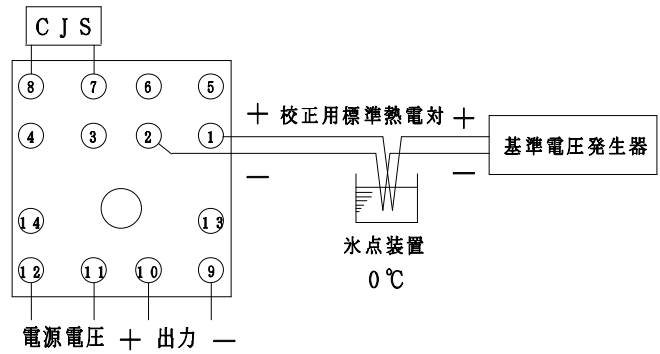 CJS
8 7 6 5
4 3 2 1
+ 校正用標準熱電対 +
基準電圧発生器
— —
14 13
氷点装置
12 11 10 9
0℃
電源電圧 + 出力 —